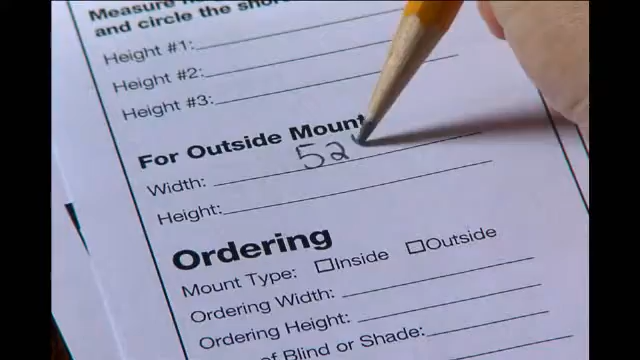 Measure
and circle the
Height #1:
Height #2:
Height #3:
For Outside Mount
Width: 52"
Height:
Ordering
Mount Type: Inside Outside
Ordering Width:
Ordering Height:
of Blind or Shade: